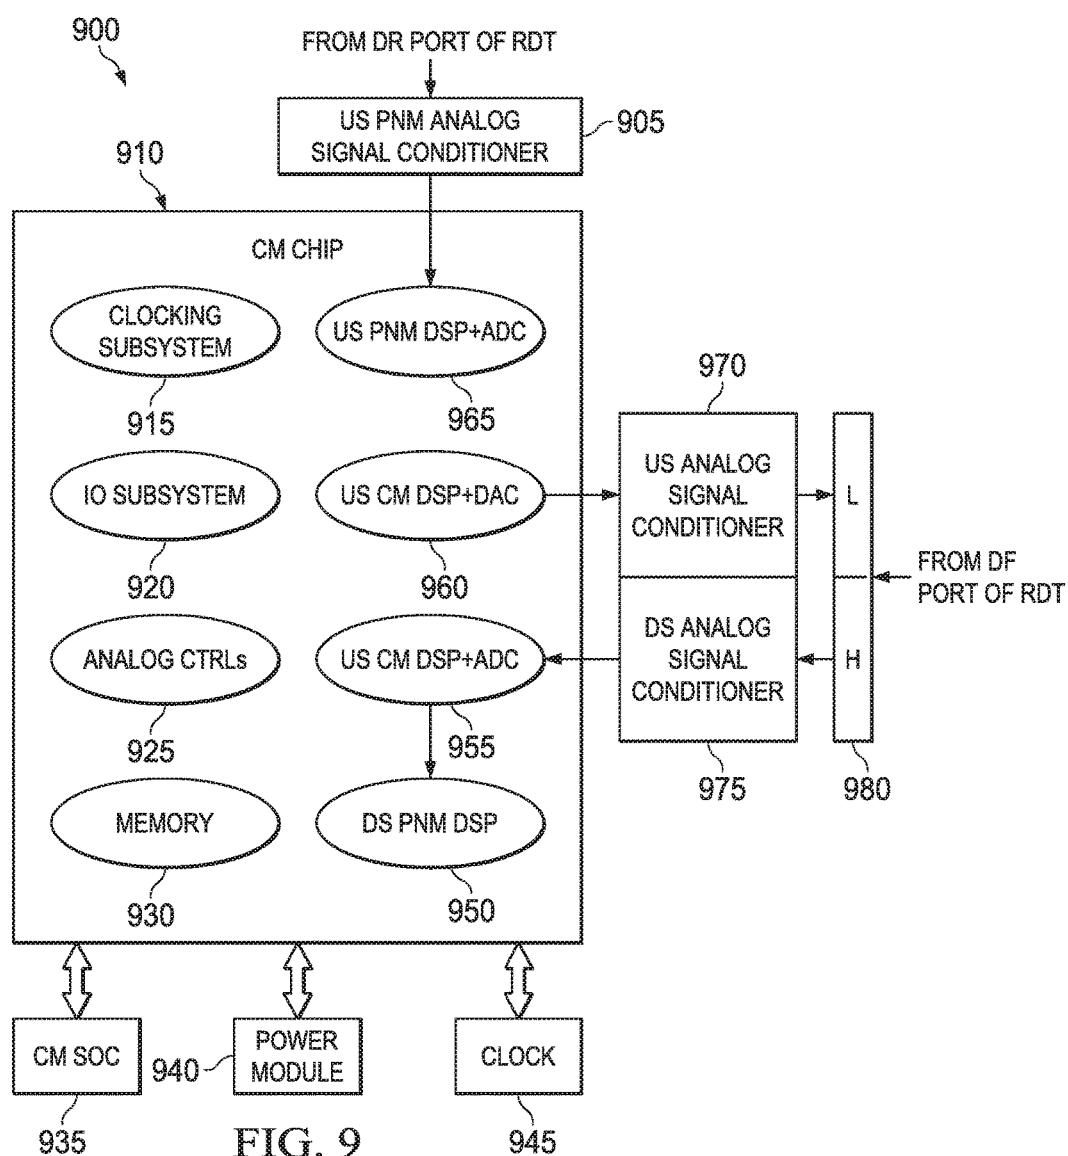 900
FROM DR PORT OF RDT
US PNM ANALOG
SIGNAL CONDITIONER
905
910
CM CHIP
CLOCKING
SUBSYSTEM
915
US PNM DSP+ADC
965
IO SUBSYSTEM
920
US CM DSP+DAC
960
970
US ANALOG
SIGNAL
CONDITIONER
L
FROM DF
PORT OF RDT
ANALOG CTRLs
925
US CM DSP+ADC
955
DS ANALOG
SIGNAL
CONDITIONER
H
975
980
MEMORY
930
DS PNM DSP
950
CM SOC
935
940
POWER
MODULE
CLOCK
945
FIG. 9